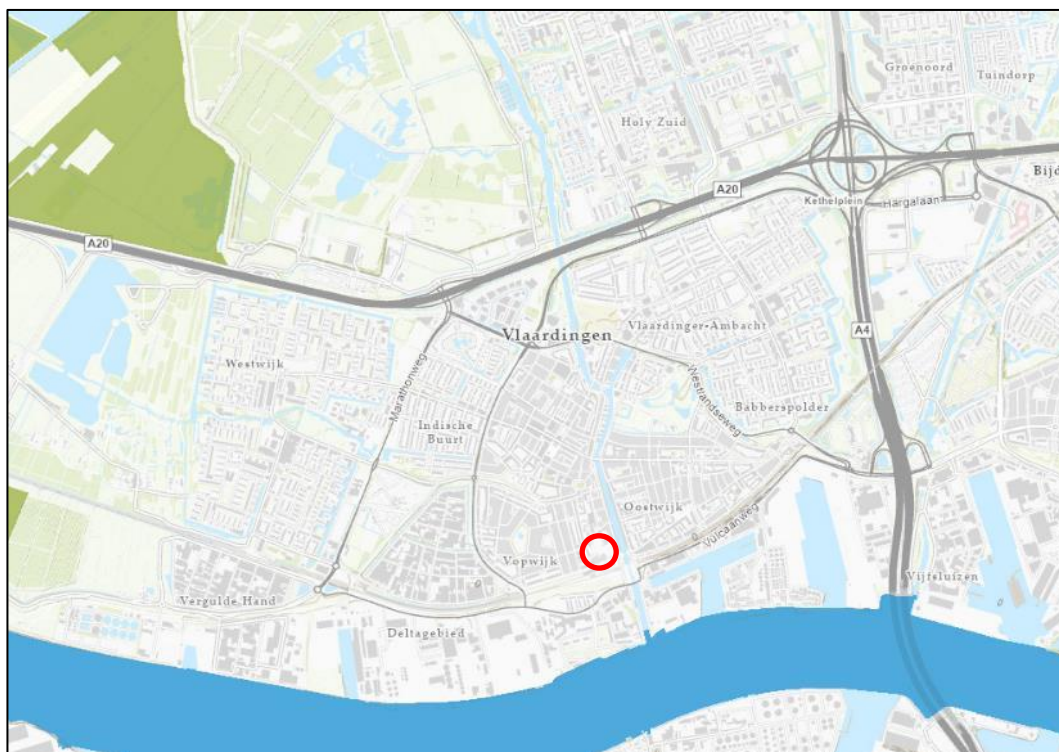 Groenoord
Tuindorp
Holy Zuid
Bijd
A20
Kethelplein
Hargalaan
A20
Vlaardingen
Vlaardinger-Ambacht
A4
Westwijk
Marathonweg
Westlandseweg
Babberspolder
Indische
Buurt
Oostwijk
Vulcaanweg
Vopwijk
Vijfsluizen
Vergulde Hand
Deltagebied